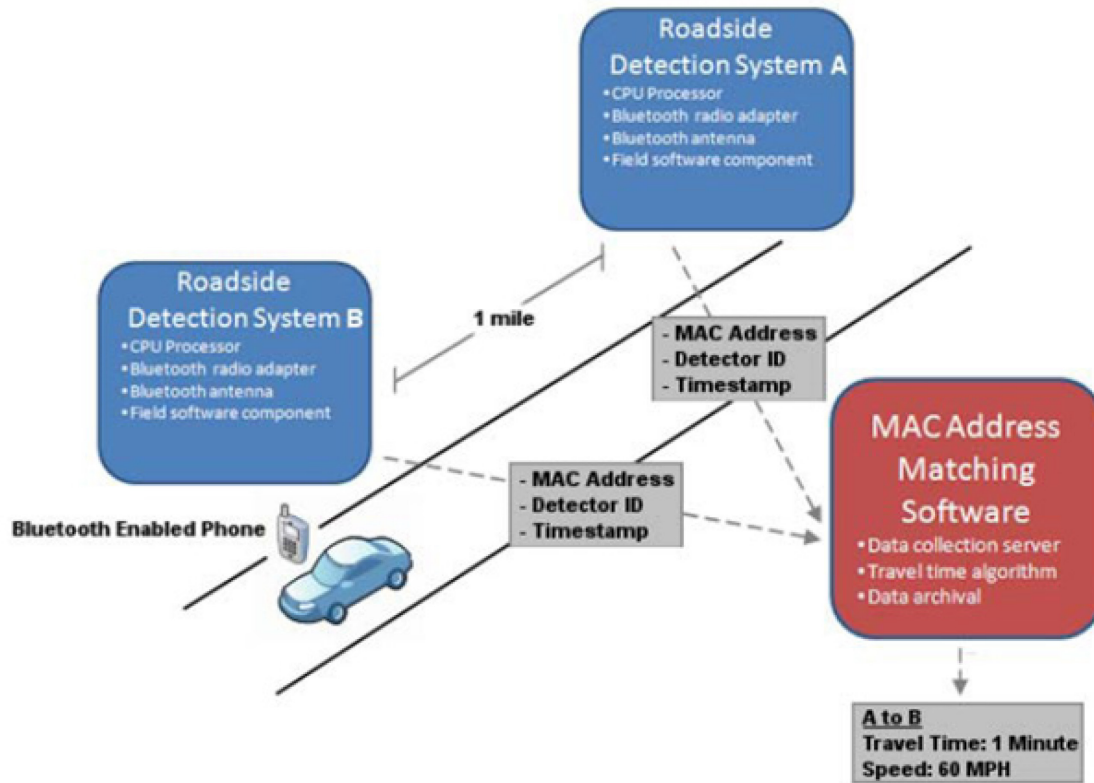 Roadside
Detection System A
• CPU Processor
• Bluetooth radio adapter
• Bluetooth antenna
• Field software component
Roadside
Detection System B
• CPU Processor
• Bluetooth radio adapter
• Bluetooth antenna
• Field software component
1 mile
- MAC Address
- Detector ID
- Timestamp
- MAC Address
- Detector ID
- Timestamp
Bluetooth Enabled Phone
MAC Address
Matching
Software
• Data collection server
• Travel time algorithm
• Data archival
A to B
Travel Time: 1 Minute
Speed: 60 MPH